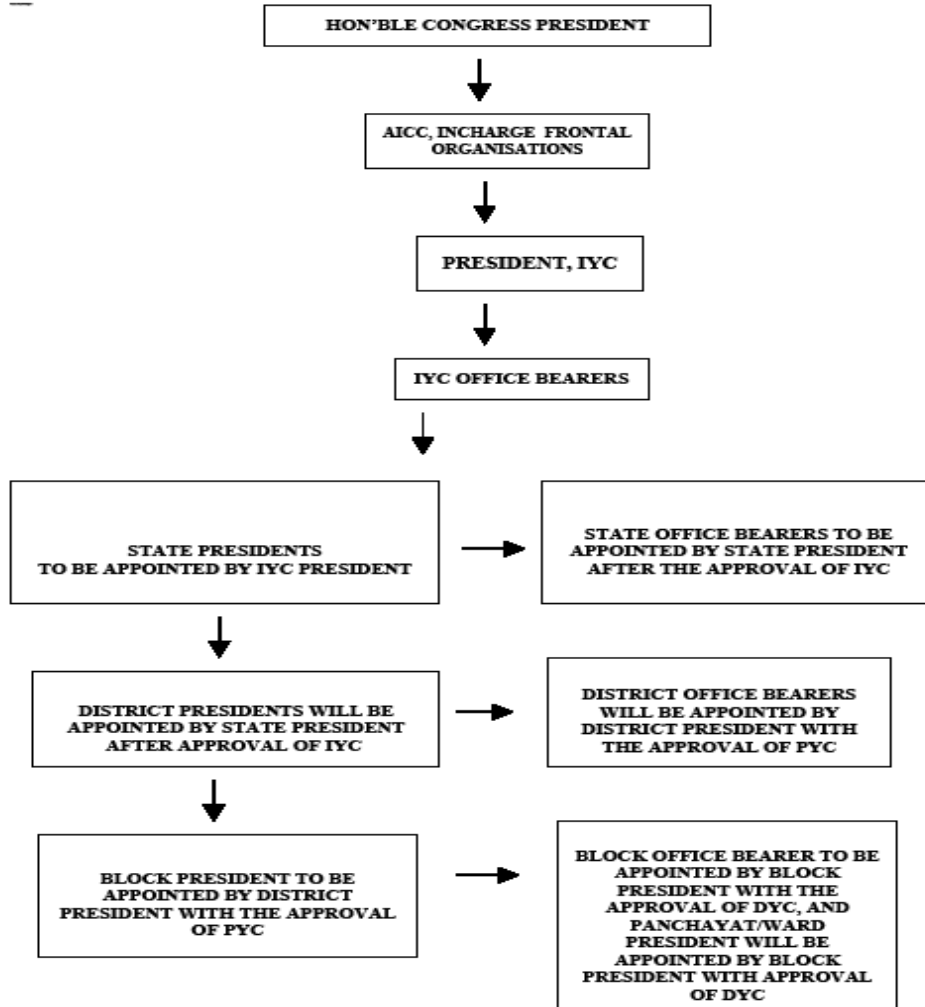 HON'BLE CONGRESS PRESIDENT
AICC, INCHARGE FRONTAL
ORGANISATIONS
PRESIDENT, IYC
IYC OFFICE BEARERS
STATE PRESIDENTS
TO BE APPOINTED BY IYC PRESIDENT
STATE OFFICE BEARERS TO BE
APPOINTED BY STATE PRESIDENT
AFTER THE APPROVAL OF IYC
DISTRICT PRESIDENTS WILL BE
APPOINTED BY STATE PRESIDENT
AFTER APPROVAL OF IYC
DISTRICT OFFICE BEARERS
WILL BE APPOINTED BY
DISTRICT PRESIDENT WITH
THE APPROVAL OF PYC
BLOCK PRESIDENT TO BE
APPOINTED BY DISTRICT
PRESIDENT WITH THE APPROVAL
OF PYC
BLOCK OFFICE BEARER TO BE
APPOINTED BY BLOCK
PRESIDENT WITH THE
APPROVAL OF DYC, AND
PANCHAYAT/WARD
PRESIDENT WILL BE
APPOINTED BY BLOCK
PRESIDENT WITH APPROVAL
OF DYC